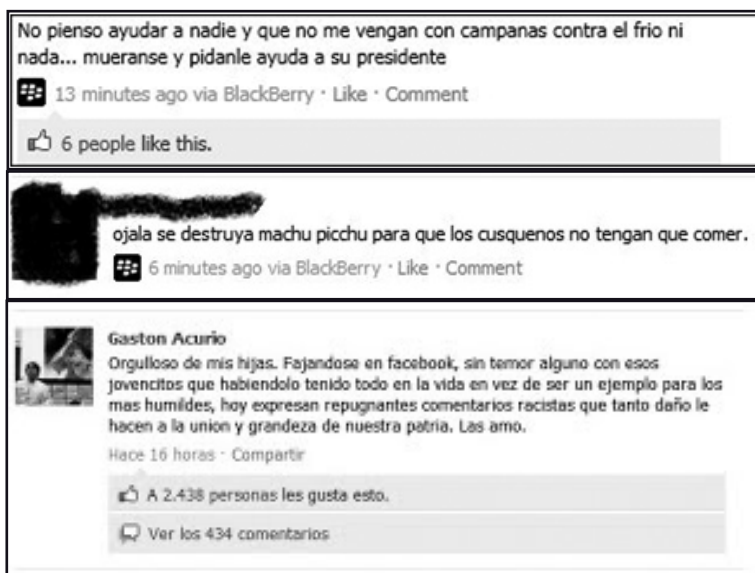 No pienso ayudar a nadie y que no me vengan con campanas contra el frio ni
nada... mueranse y pidanle ayuda a su presidente
13 minutes ago via BlackBerry · Like · Comment
6 people like this.
ojala se destruya machu picchu para que los cusquenos no tengan que comer.
6 minutes ago via BlackBerry · Like · Comment
Gaston Acurio
Orgulloso de mis hijas. Fajandose en facebook, sin temor alguno con esos
jovencitos que habiendolo tenido todo en la vida en vez de ser un ejemplo para los
mas humildes, hoy expresan repugnantes comentarios racistas que tanto daño le
hacen a la union y grandeza de nuestra patria. Las amo.
Hace 16 horas · Compartir
A 2.438 personas les gusta esto.
Ver los 434 comentarios